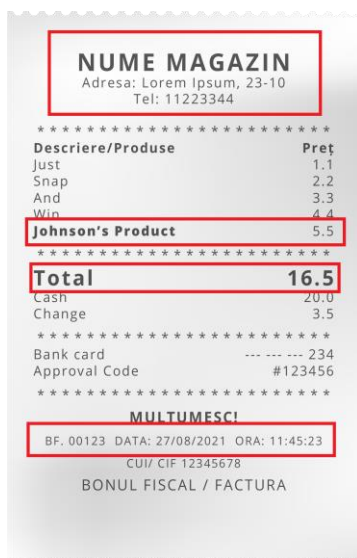 NUME MAGAZIN
Adresa: Lorem Ipsum, 23-10
Tel: 11223344
* * * * * * * * * * * * * * * * * * * * * * * *
Descriere/Produse Preț
Just 1.1
Snap 2.2
And 3.3
Win 4.4
Johnson's Product 5.5
* * * * * * * * * * * * * * * * * * * * * * * *
Total 16.5
Cash 20.0
Change 3.5
* * * * * * * * * * * * * * * * * * * * * * * *
Bank card --- --- --- 234
Approval Code #123456
* * * * * * * * * * * * * * * * * * * * * * * *
MULTUMESC!
BF. 00123 DATA: 27/08/2021 ORA: 11:45:23
CUI/ CIF 12345678
BONUL FISCAL / FACTURA